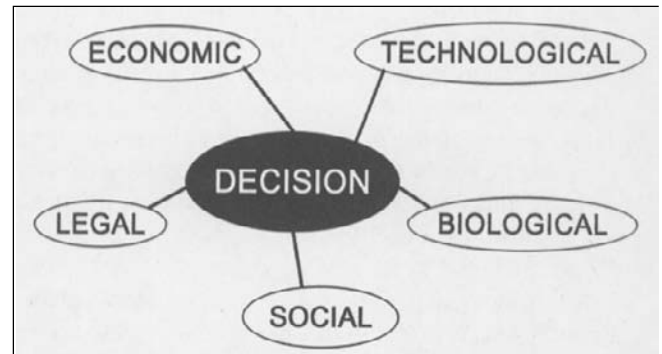 ECONOMIC
TECHNOLOGICAL
DECISION
LEGAL
BIOLOGICAL
SOCIAL